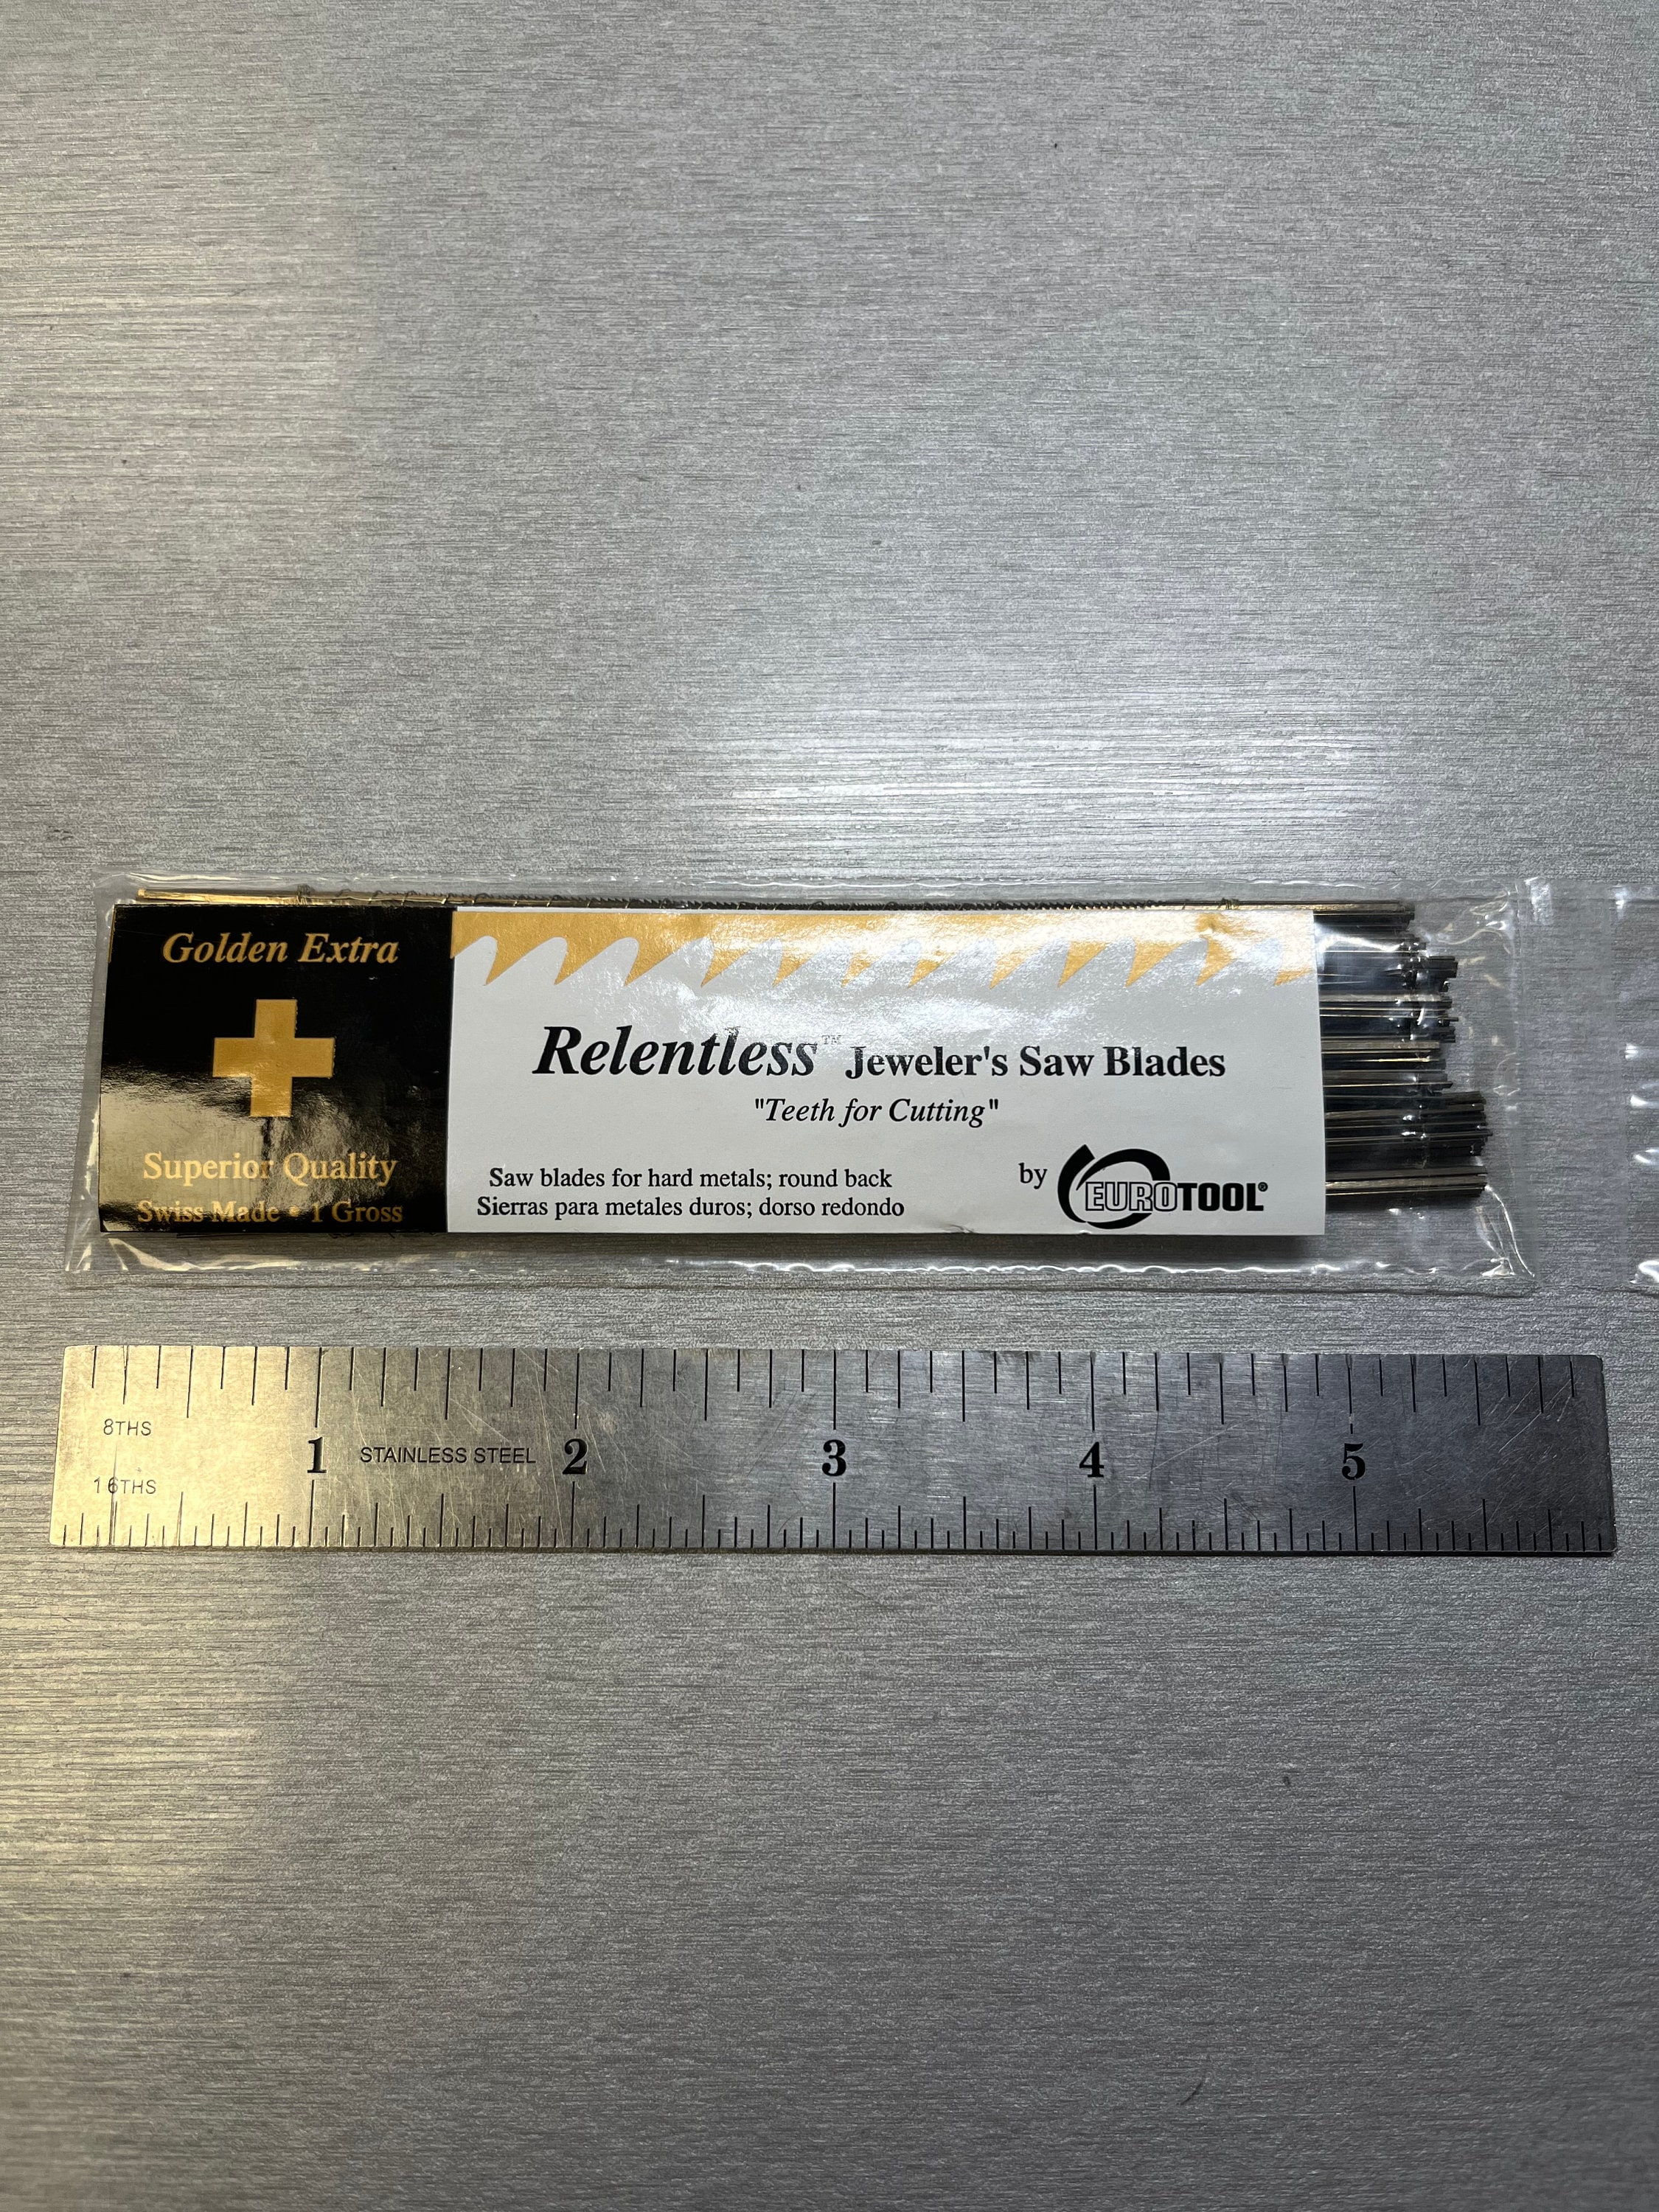 Golden Extra
Superior Quality
Swiss Made • 1 Gross
Relentless™ Jeweler's Saw Blades
"Teeth for Cutting"
Saw blades for hard metals; round back
Sierras para metales duros; dorso redondo
by EUROTOOL®
8THS
1 2 3 4 5
STAINLESS STEEL
16THS